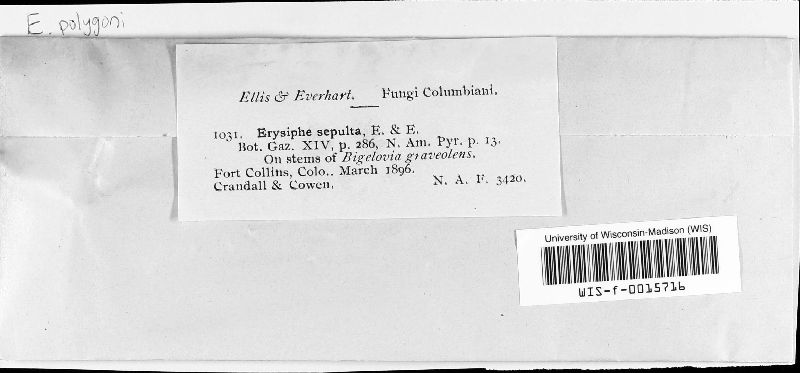 E. polygoni
Ellis & Everhart. Fungi Columbiani.
1031. Erysiphe sepulta, E. & E.
Bot. Gaz. XIV, p. 286, N. Am. Pyr. p. 13.
On stems of Bigelovia graveolens.
Fort Collins, Colo.. March 1896.
Crandall & Cowen.
N. A. F. 3420.
University of Wisconsin-Madison (WIS)
WIS-f-0015716